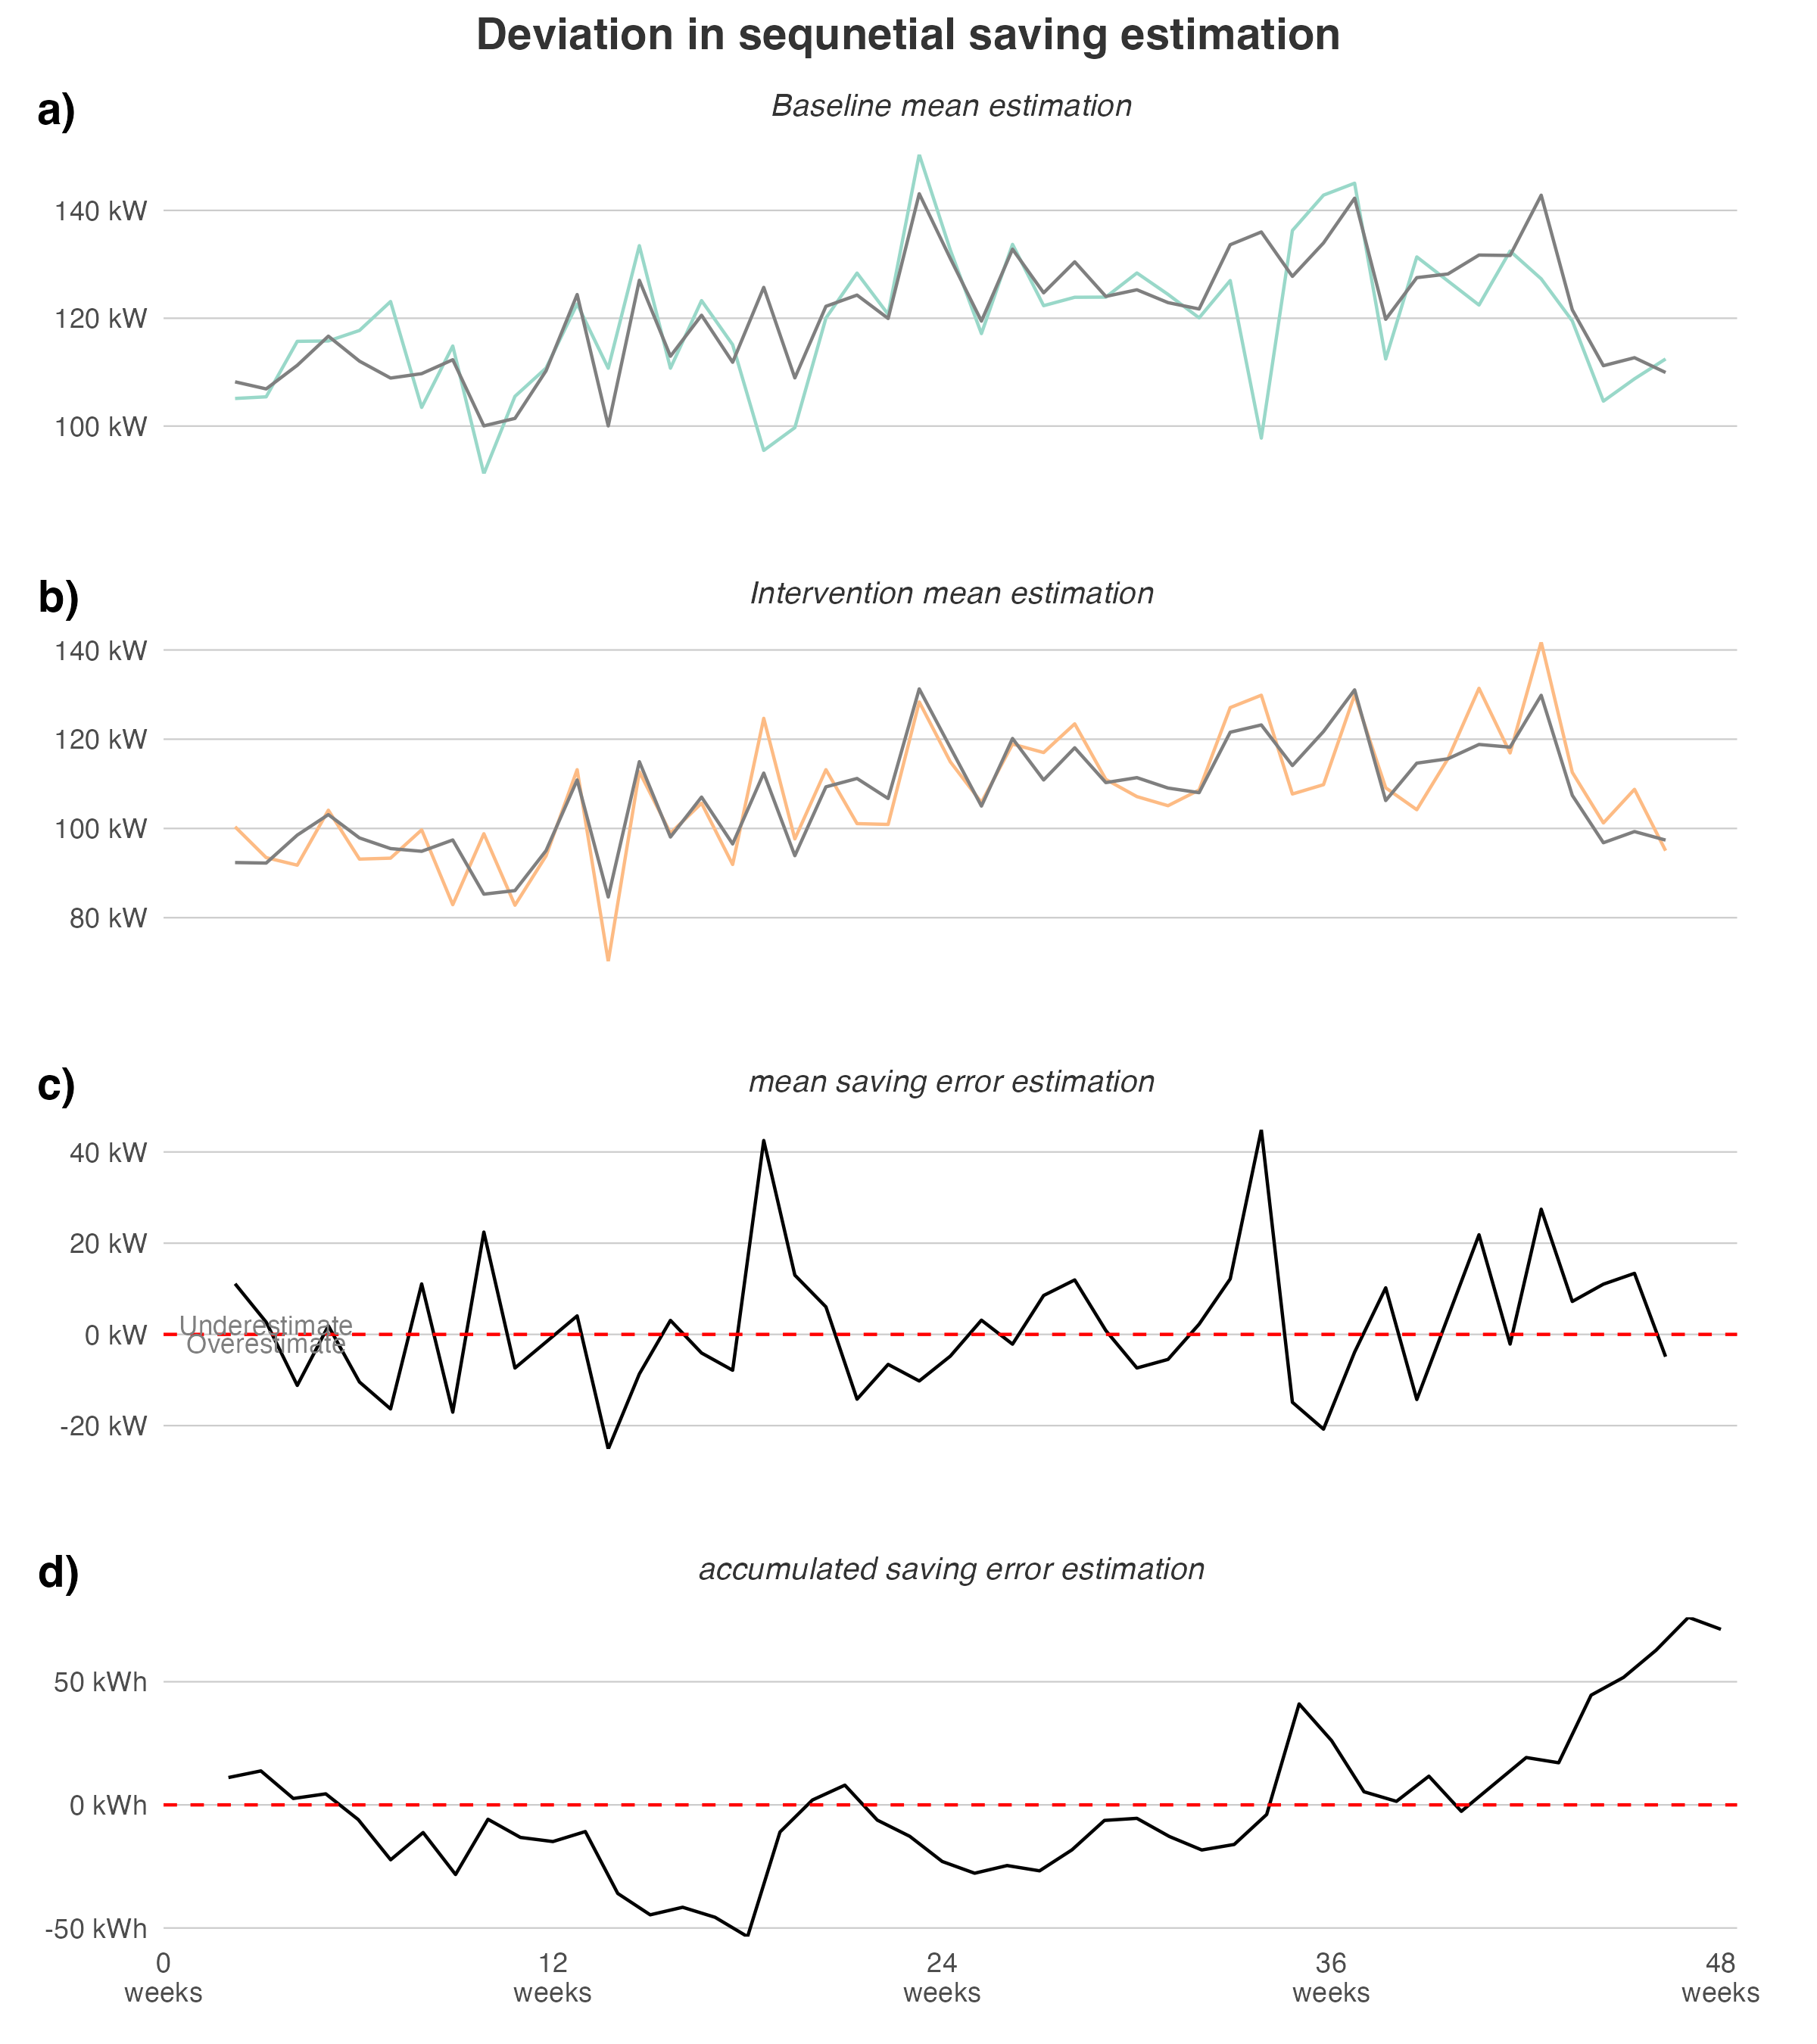 Deviation in sequnetial saving estimation
a)
Baseline mean estimation
140 kW
120 kW
100 kW
b)
Intervention mean estimation
140 kW
120 kW
100 kW
80 kW
c)
mean saving error estimation
40 kW
20 kW
Underestimate
0 kW
Overestimate
-20 kW
d)
accumulated saving error estimation
50 kWh
0 kWh
-50 kWh
0 12 24 36 48
weeks weeks weeks weeks weeks